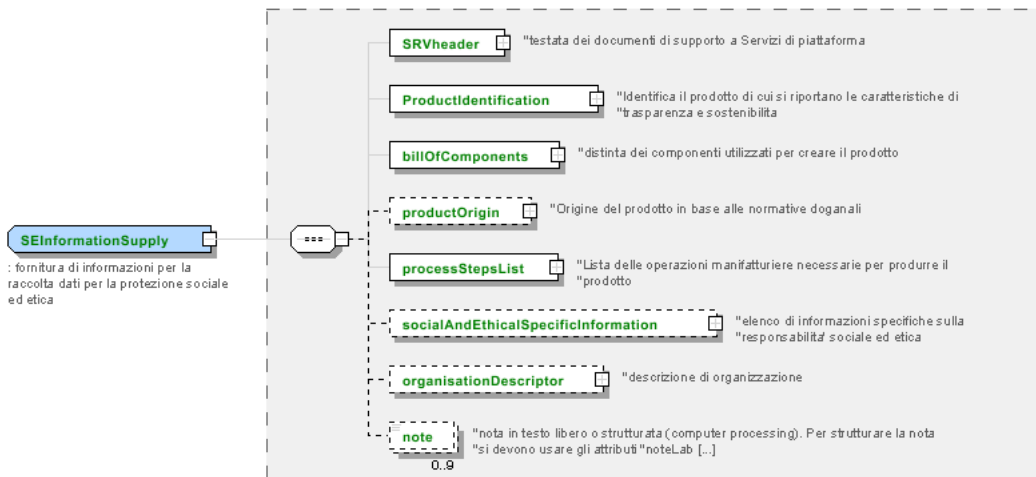 SRVheader
"testata dei documenti di supporto a Servizi di piattaforma
ProductIdentification
"Identifica il prodotto di cui si riportano le caratteristiche di
"trasparenza e sostenibilita
billOfComponents
"distinta dei componenti utilizzati per creare il prodotto
productOrigin
"Origine del prodotto in base alle normative doganali
SEInformationSupply
: fornitura di informazioni per la
raccolta dati per la protezione sociale
ed etica
processStepsList
"Lista delle operazioni manifatturiere necessarie per produrre il
"prodotto
socialAndEthicalSpecificInformation
"elenco di informazioni specifiche sulla
"responsabilita' sociale ed etica
organisationDescriptor
"descrizione di organizzazione
note
"nota in testo libero o strutturata (computer processing). Per strutturare la nota
"si devono usare gli attributi "noteLab [...]
0..9